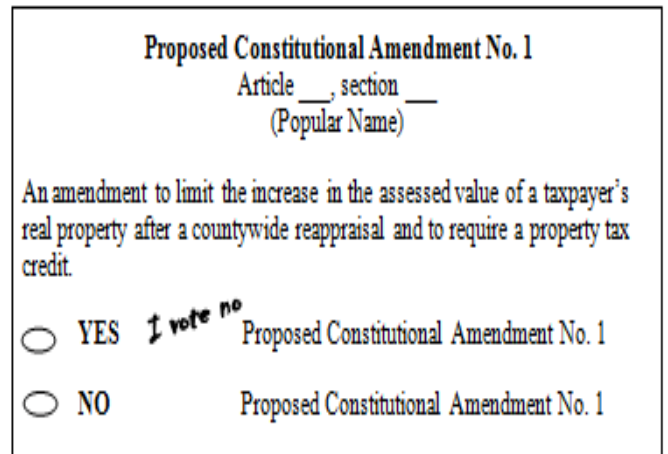 Proposed Constitutional Amendment No. 1
Article ___, section ___
(Popular Name)
An amendment to limit the increase in the assessed value of a taxpayer's
real property after a countywide reappraisal and to require a property tax
credit.
YES I vote no Proposed Constitutional Amendment No. 1
NO Proposed Constitutional Amendment No. 1